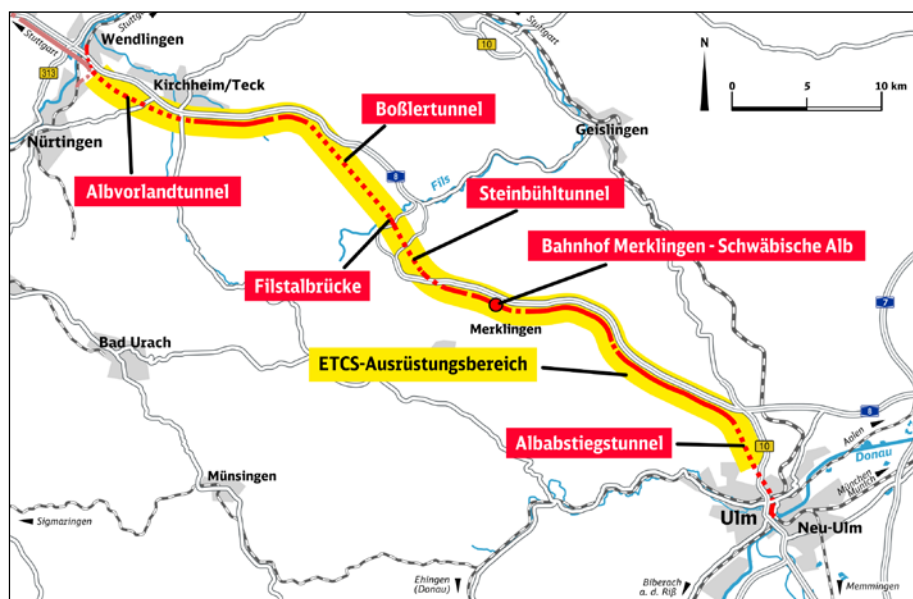 Stuttgart
Stuttgart
Wendlingen
Stuttgart
10
N
313
Kirchheim/Teck
0 5 10 km
Boßlertunnel
Nürtingen
Geislingen
8
Fils
Albvorlandtunnel
Steinbühltunnel
Bahnhof Merklingen - Schwäbische Alb
Filstalbrücke
7
Merklingen
Bad Urach
ETCS-Ausrüstungsbereich
8
Albabstiegstunnel
10
Aalen
Donau
Münsingen
München
Munich
Ulm
Neu-Ulm
Sigmaringen
Ehingen
(Donau)
Biberach
a. d. Riß
Memmingen